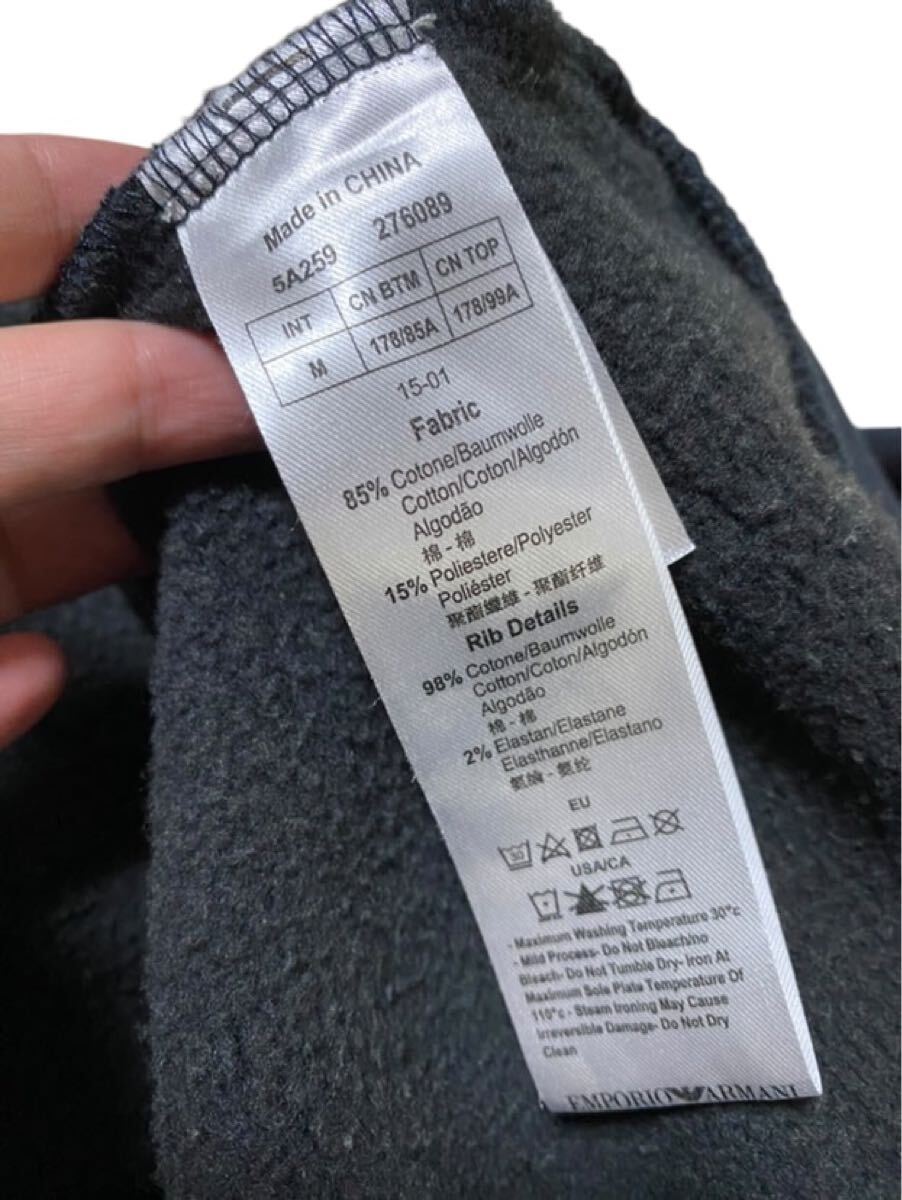 Made in CHINA
5A259 276089
INT CN BTM CN TOP
M 178/85A 178/99A
15-01
Fabric
85% Cotone/Baumwolle
Cotton/Coton/Algodón
Algodão
棉 - 棉
15% Poliestere/Polyester
Poliéster
聚酯纖維 - 聚酯纤维
Rib Details
98% Cotone/Baumwolle
Cotton/Coton/Algodón
Algodão
棉 - 棉
2% Elastan/Elastane
Elasthanne/Elastano
氨綸 - 氨纶
EU
30
USA/CA
- Maximum Washing Temperature 30°c
- Mild Process- Do Not Bleachino
Bleach- Do Not Tumble Dry- Iron At
Maximum Sole Plate Temperature Of
110°c - Steam Ironing May Cause
Irreversible Damage- Do Not Dry
Clean
EMPORIO ARMANI